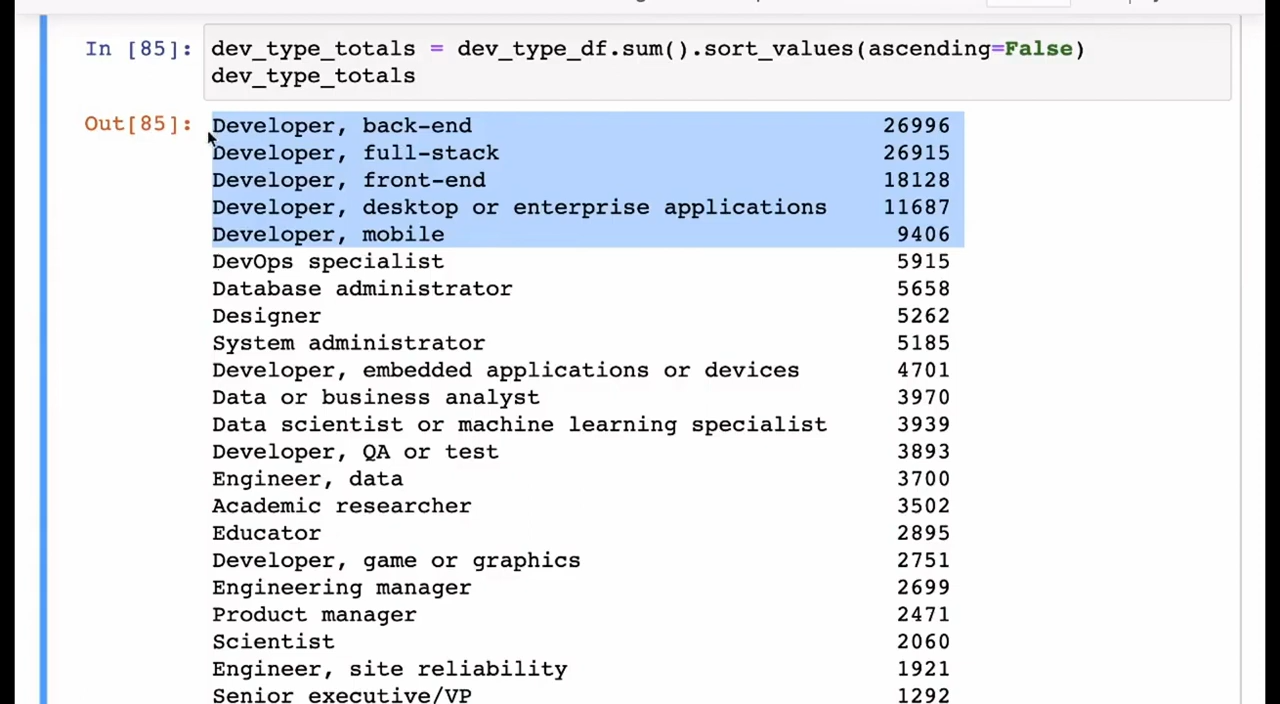 In [85]: dev_type_totals = dev_type_df.sum().sort_values(ascending=False)
dev_type_totals
Out[85]: Developer, back-end 26996
Developer, full-stack 26915
Developer, front-end 18128
Developer, desktop or enterprise applications 11687
Developer, mobile 9406
DevOps specialist 5915
Database administrator 5658
Designer 5262
System administrator 5185
Developer, embedded applications or devices 4701
Data or business analyst 3970
Data scientist or machine learning specialist 3939
Developer, QA or test 3893
Engineer, data 3700
Academic researcher 3502
Educator 2895
Developer, game or graphics 2751
Engineering manager 2699
Product manager 2471
Scientist 2060
Engineer, site reliability 1921
Senior executive/VP 1292